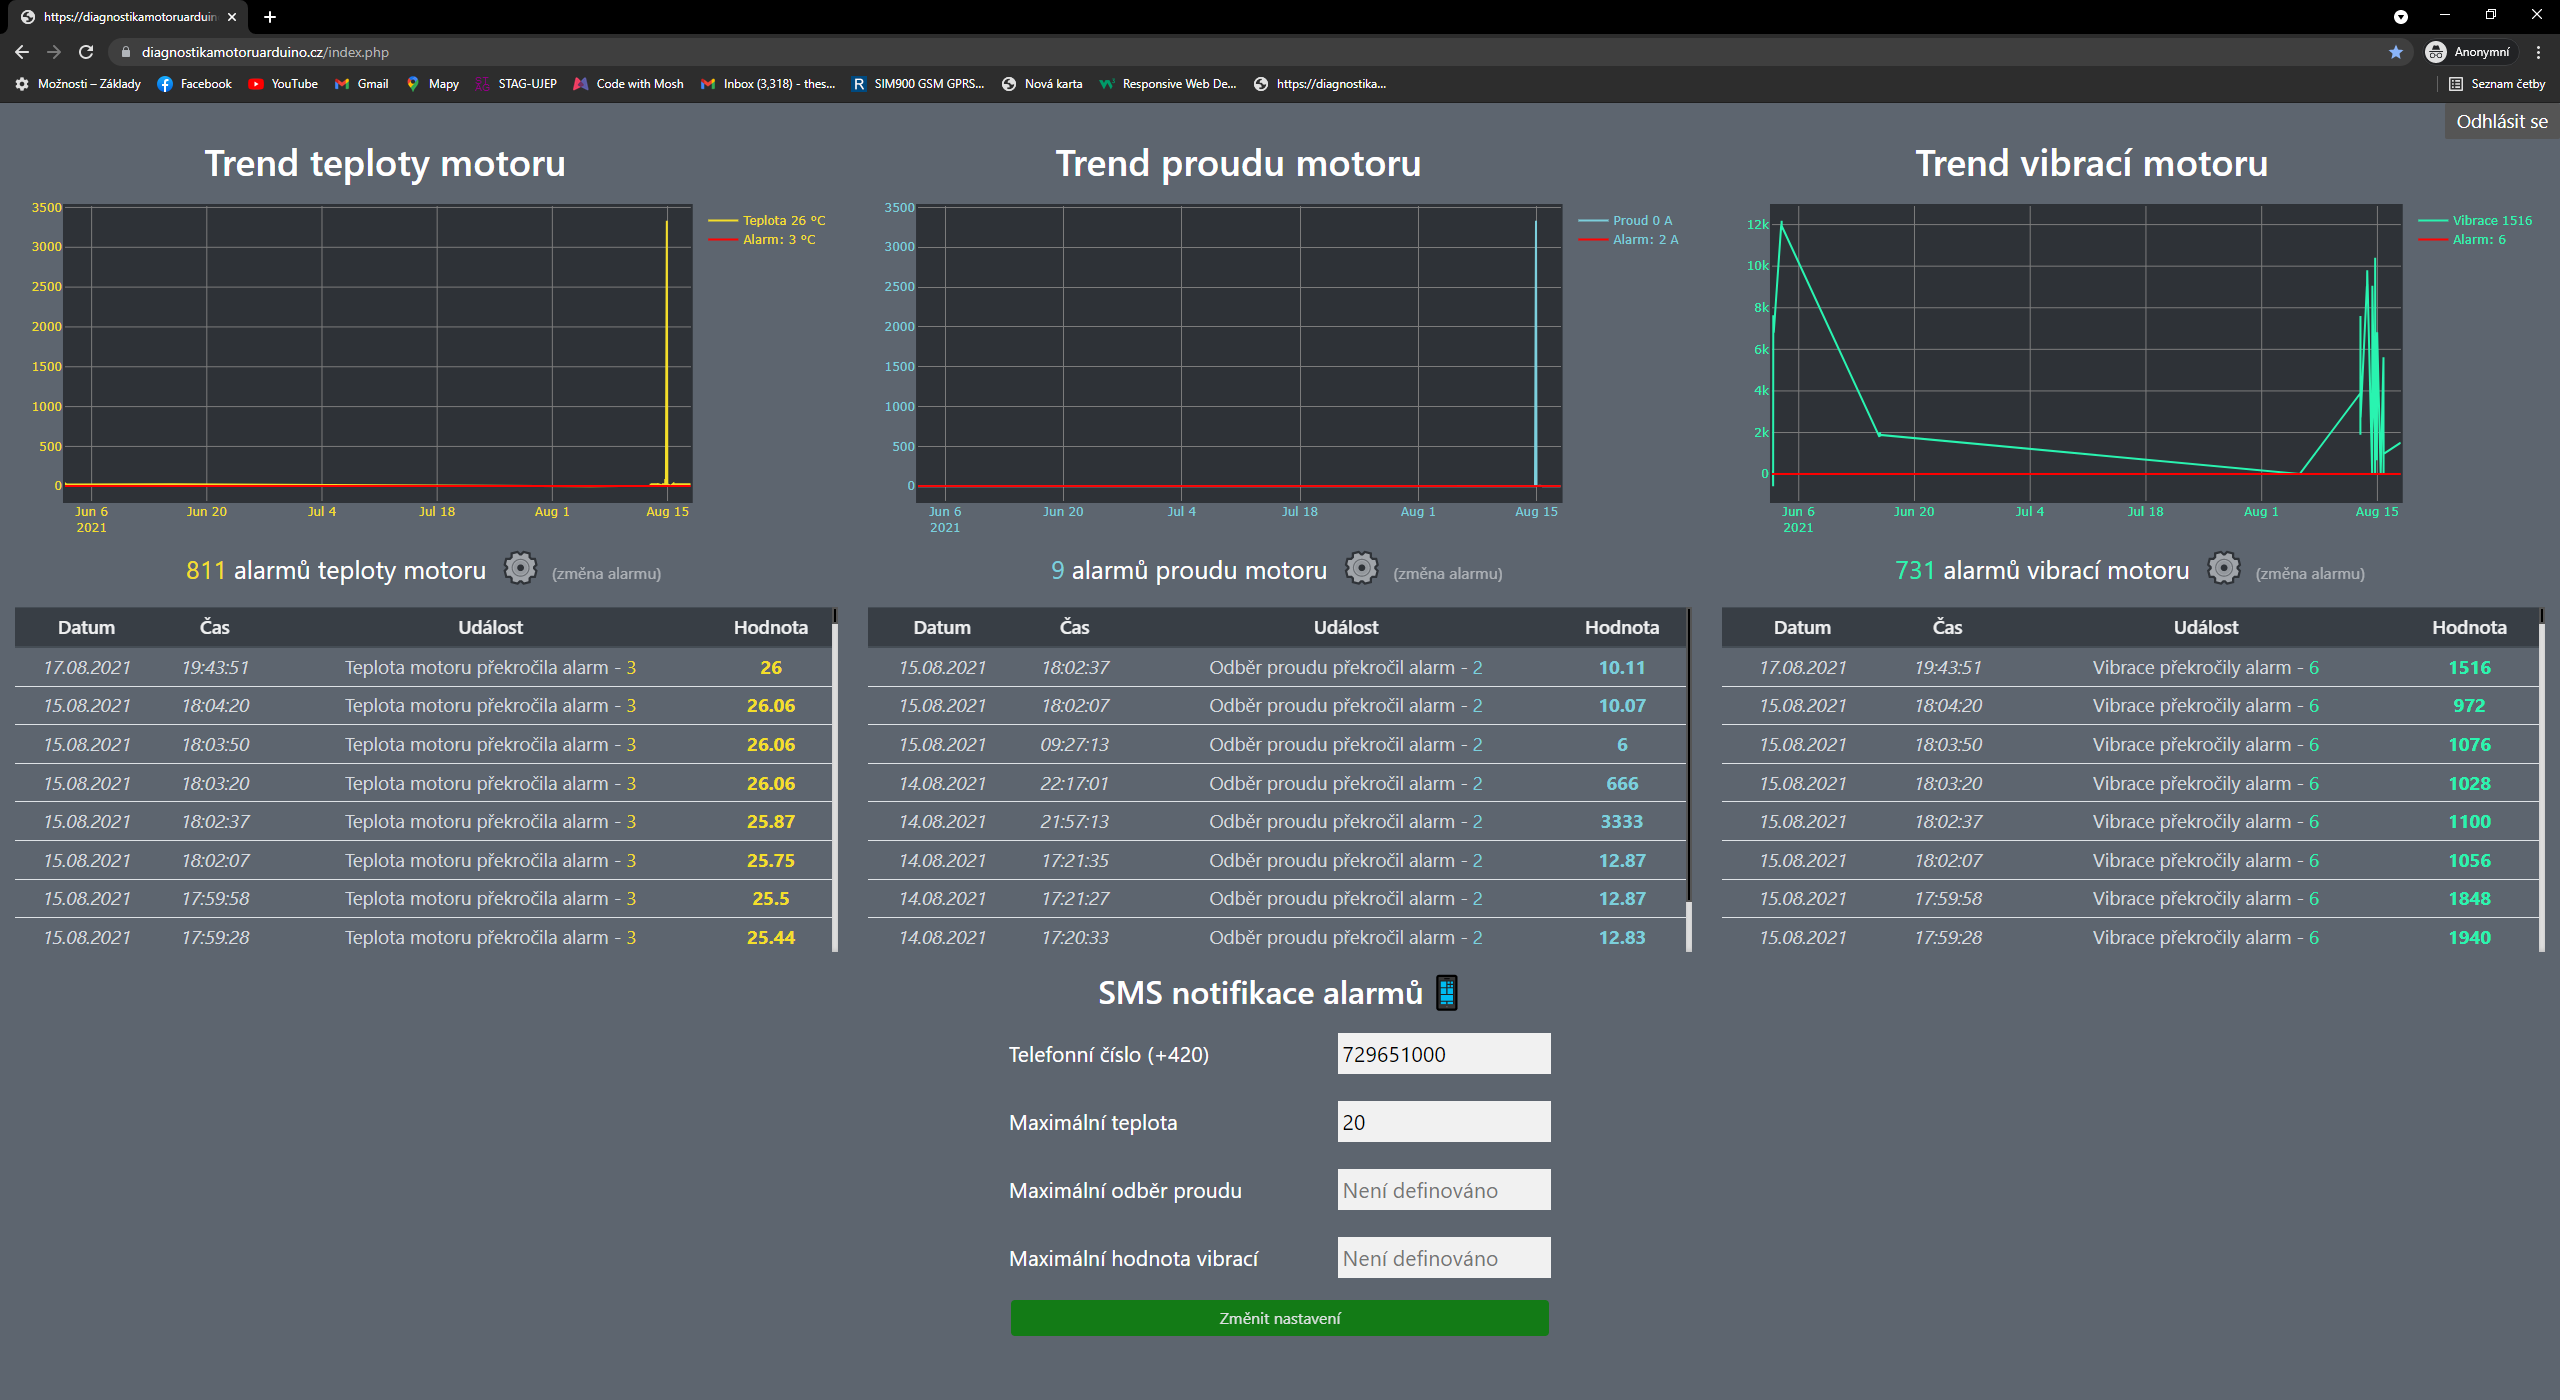 https://diagnostikamotoruarduin
diagnostikamotoruarduino.cz/index.php
Anonymní
Možnosti – Základy Facebook YouTube Gmail Mapy STAG-UJEP Code with Mosh Inbox (3,318) - thes... R SIM900 GSM GPRS... Nová karta Responsive Web De... https://diagnostika... Seznam četby
Odhlásit se
Trend teploty motoru
3500
3000
2500
2000
1500
1000
500
0
Jun 6 Jun 20 Jul 4 Jul 18 Aug 1 Aug 15
2021
Teplota 26 ºC
Alarm: 3 ºC
Trend proudu motoru
3500
3000
2500
2000
1500
1000
500
0
Jun 6 Jun 20 Jul 4 Jul 18 Aug 1 Aug 15
2021
Proud 0 A
Alarm: 2 A
Trend vibrací motoru
12k
10k
8k
6k
4k
2k
0
Jun 6 Jun 20 Jul 4 Jul 18 Aug 1 Aug 15
2021
Vibrace 1516
Alarm: 6
811 alarmů teploty motoru (změna alarmu)
Datum Čas Událost Hodnota
17.08.2021 19:43:51 Teplota motoru překročila alarm - 3 26
15.08.2021 18:04:20 Teplota motoru překročila alarm - 3 26.06
15.08.2021 18:03:50 Teplota motoru překročila alarm - 3 26.06
15.08.2021 18:03:20 Teplota motoru překročila alarm - 3 26.06
15.08.2021 18:02:37 Teplota motoru překročila alarm - 3 25.87
15.08.2021 18:02:07 Teplota motoru překročila alarm - 3 25.75
15.08.2021 17:59:58 Teplota motoru překročila alarm - 3 25.5
15.08.2021 17:59:28 Teplota motoru překročila alarm - 3 25.44
9 alarmů proudu motoru (změna alarmu)
Datum Čas Událost Hodnota
15.08.2021 18:02:37 Odběr proudu překročil alarm - 2 10.11
15.08.2021 18:02:07 Odběr proudu překročil alarm - 2 10.07
15.08.2021 09:27:13 Odběr proudu překročil alarm - 2 6
14.08.2021 22:17:01 Odběr proudu překročil alarm - 2 666
14.08.2021 21:57:13 Odběr proudu překročil alarm - 2 3333
14.08.2021 17:21:35 Odběr proudu překročil alarm - 2 12.87
14.08.2021 17:21:27 Odběr proudu překročil alarm - 2 12.87
14.08.2021 17:20:33 Odběr proudu překročil alarm - 2 12.83
731 alarmů vibrací motoru (změna alarmu)
Datum Čas Událost Hodnota
17.08.2021 19:43:51 Vibrace překročily alarm - 6 1516
15.08.2021 18:04:20 Vibrace překročily alarm - 6 972
15.08.2021 18:03:50 Vibrace překročily alarm - 6 1076
15.08.2021 18:03:20 Vibrace překročily alarm - 6 1028
15.08.2021 18:02:37 Vibrace překročily alarm - 6 1100
15.08.2021 18:02:07 Vibrace překročily alarm - 6 1056
15.08.2021 17:59:58 Vibrace překročily alarm - 6 1848
15.08.2021 17:59:28 Vibrace překročily alarm - 6 1940
SMS notifikace alarmů
Telefonní číslo (+420) 729651000
Maximální teplota 20
Maximální odběr proudu Není definováno
Maximální hodnota vibrací Není definováno
Změnit nastavení